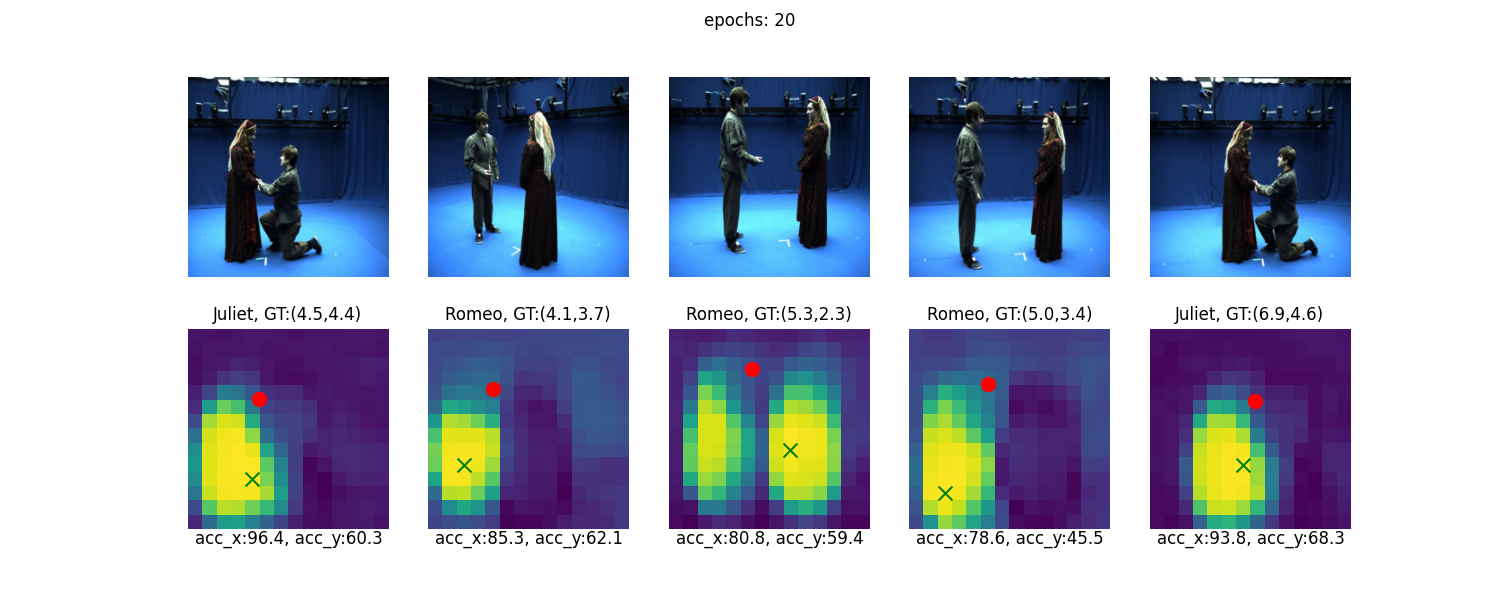 epochs: 20
Juliet, GT:(4.5,4.4)
Romeo, GT:(4.1,3.7)
Romeo, GT:(5.3,2.3)
Romeo, GT:(5.0,3.4)
Juliet, GT:(6.9,4.6)
acc_x:96.4, acc_y:60.3
acc_x:85.3, acc_y:62.1
acc_x:80.8, acc_y:59.4
acc_x:78.6, acc_y:45.5
acc_x:93.8, acc_y:68.3